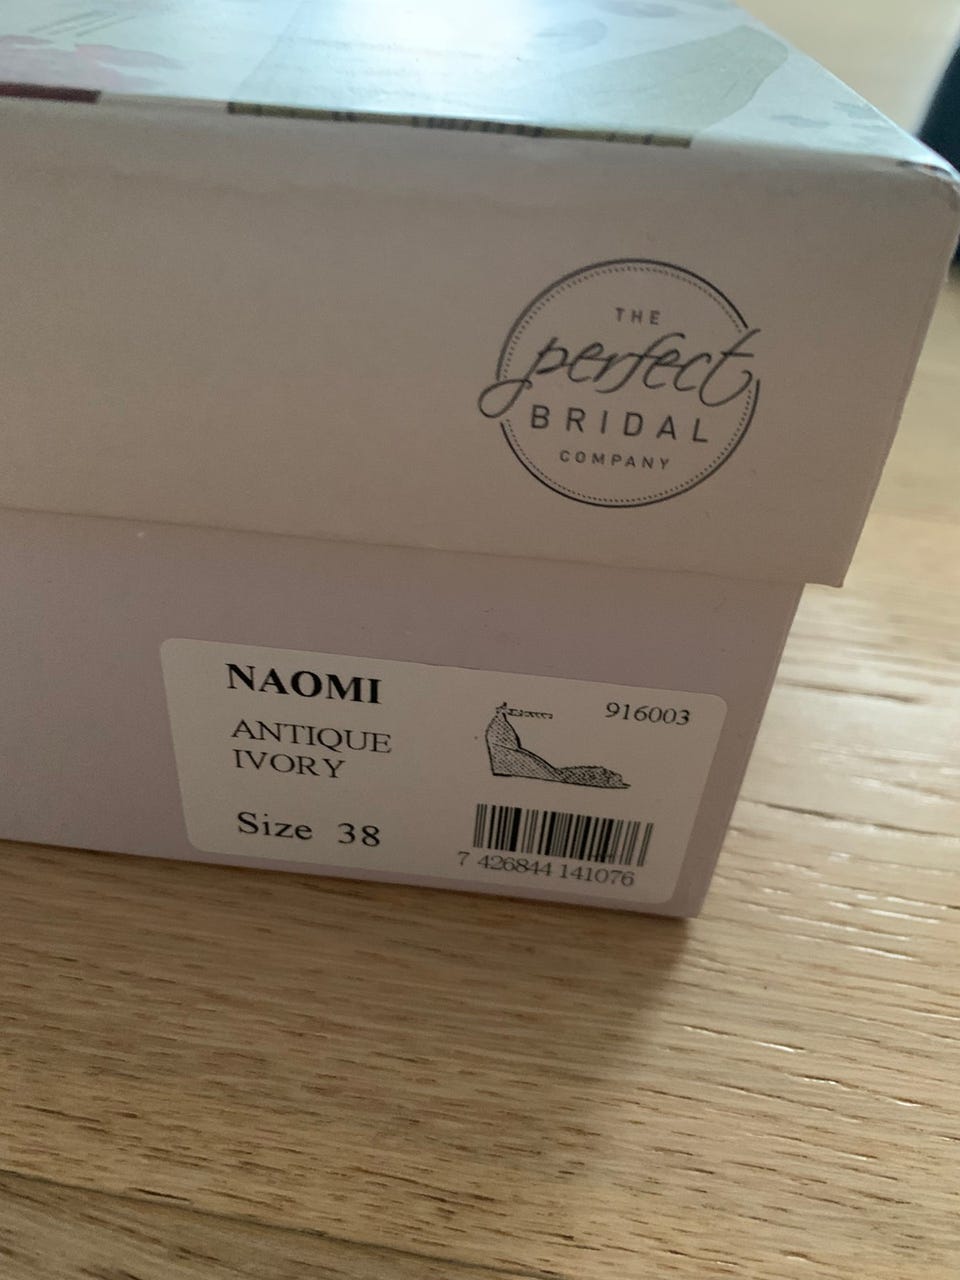 THE
perfect
BRIDAL
COMPANY
NAOMI
916003
ANTIQUE
IVORY
Size 38
7 426844 141076